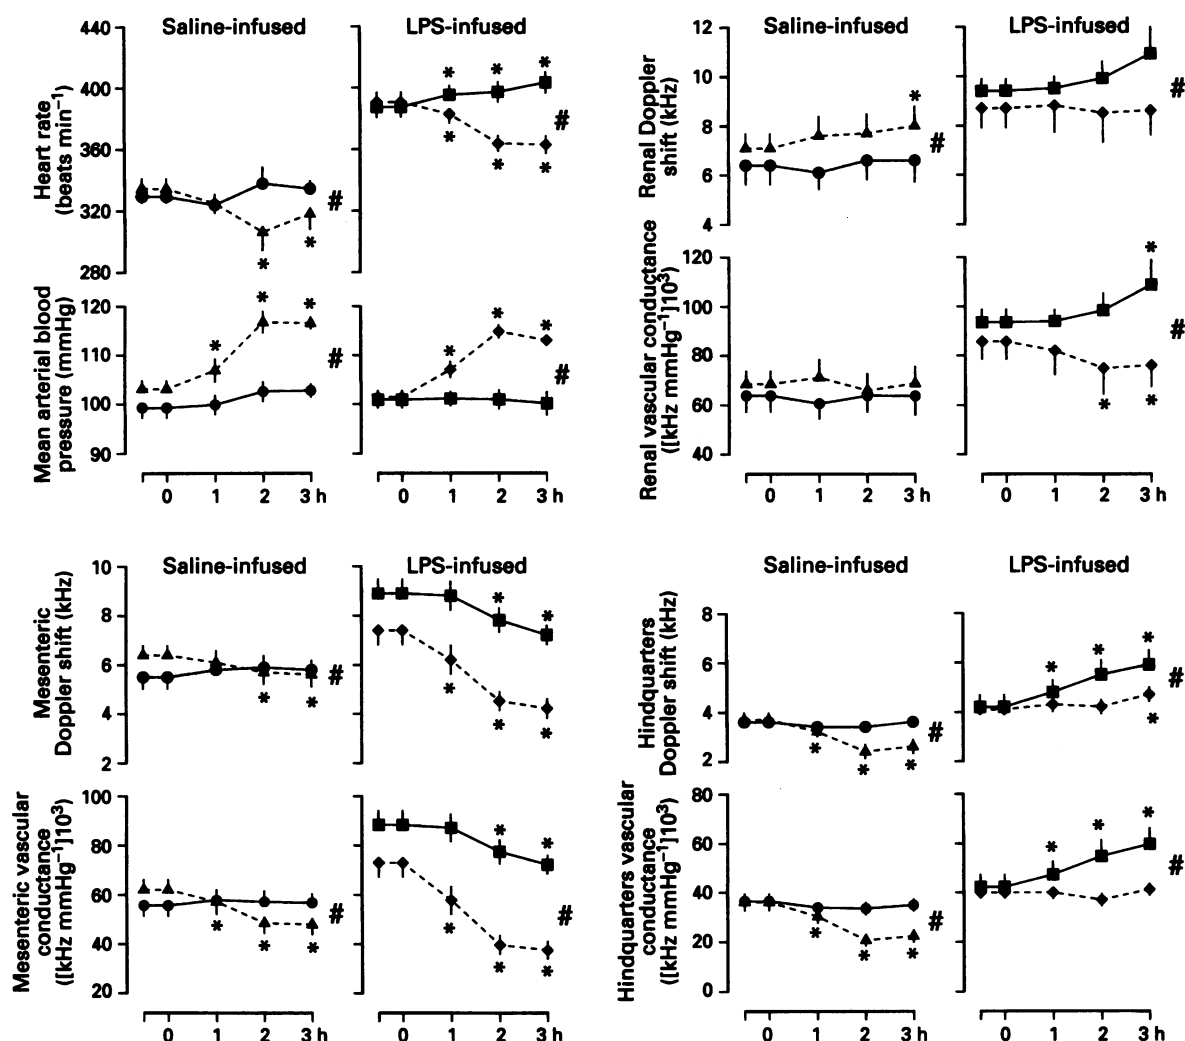 Saline-infused
LPS-infused
440
400
360
320
280
Heart rate
(beats min⁻¹)
*
*
*
*
*
*
*
*
#
#
120
110
100
90
Mean arterial blood
pressure (mmHg)
*
*
*
*
*
*
#
#
0 1 2 3 h
0 1 2 3 h
Saline-infused
LPS-infused
12
10
8
6
4
Renal Doppler
shift (kHz)
*
#
#
120
100
80
60
40
Renal vascular conductance
([kHz mmHg⁻¹]10³)
*
*
*
#
0 1 2 3 h
0 1 2 3 h
Saline-infused
LPS-infused
10
8
6
4
2
Mesenteric
Doppler shift (kHz)
*
*
*
*
*
*
*
#
100
80
60
40
20
Mesenteric vascular
conductance
([kHz mmHg⁻¹]10³)
*
*
*
*
*
*
*
*
#
#
0 1 2 3 h
0 1 2 3 h
Saline-infused
LPS-infused
8
6
4
2
Hindquarters
Doppler shift (kHz)
*
*
*
*
*
*
*
#
#
80
60
40
20
0
Hindquarters vascular
conductance
([kHz mmHg⁻¹]10³)
*
*
*
*
*
*
#
#
0 1 2 3 h
0 1 2 3 h